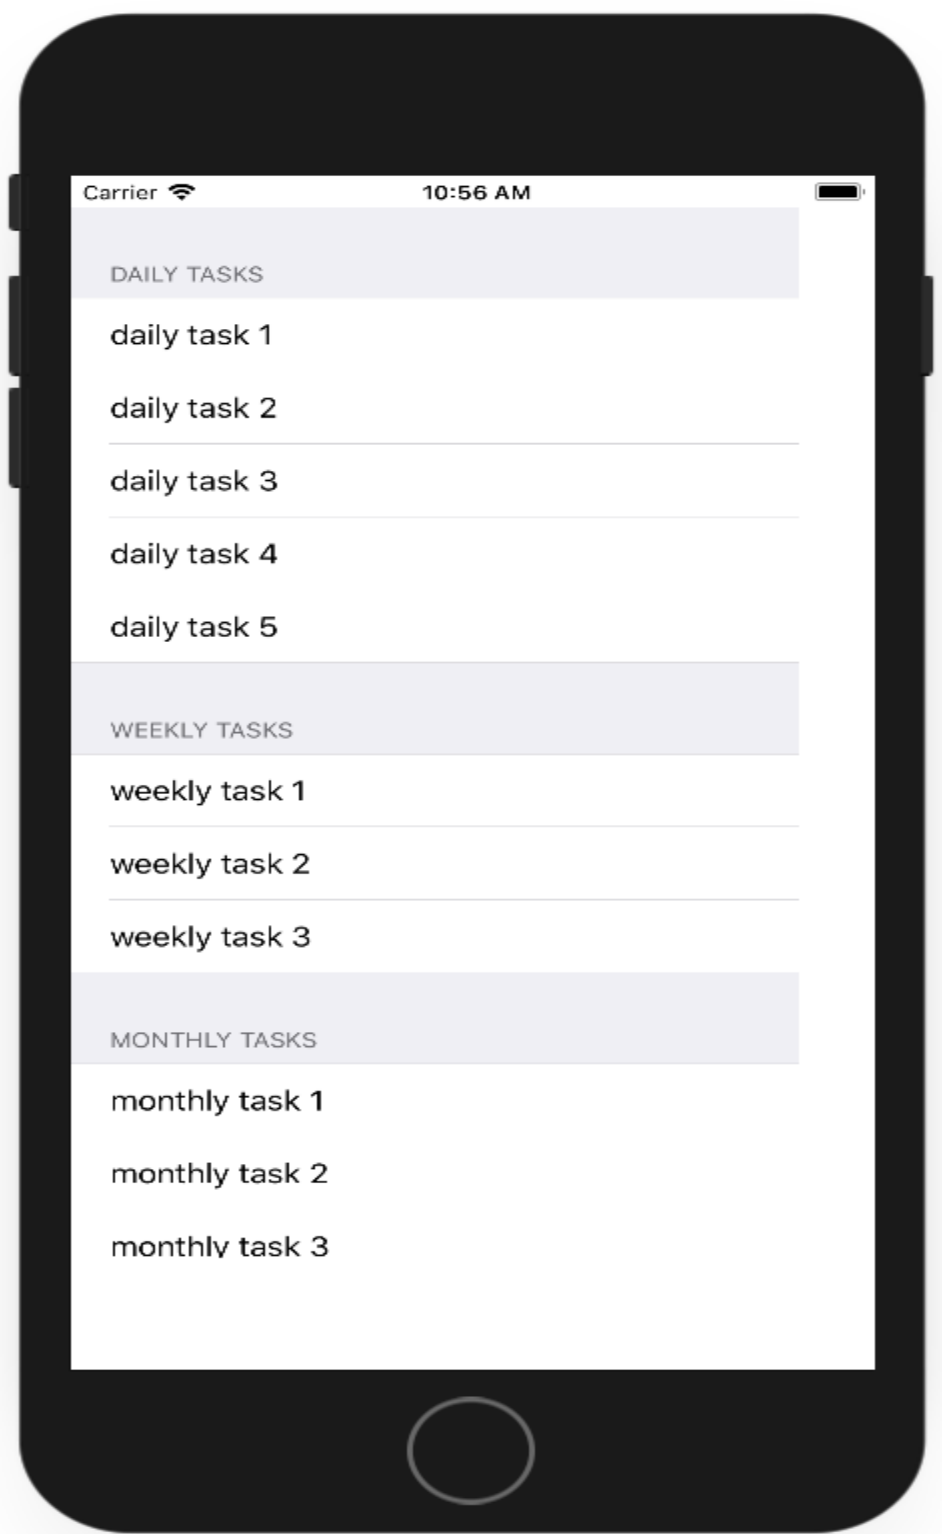 Carrier 10:56 AM
DAILY TASKS
daily task 1
daily task 2
daily task 3
daily task 4
daily task 5
WEEKLY TASKS
weekly task 1
weekly task 2
weekly task 3
MONTHLY TASKS
monthly task 1
monthly task 2
monthly task 3